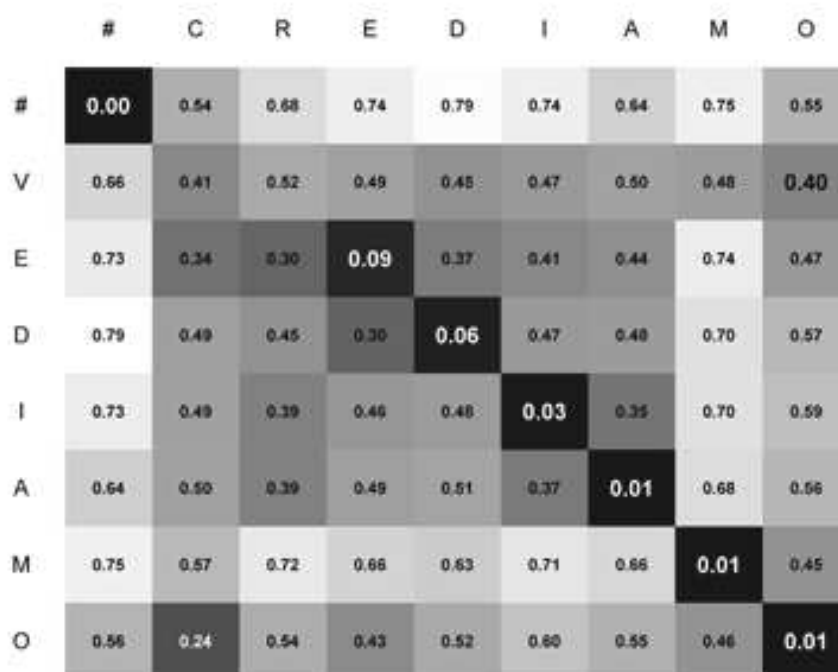 # C R E D I A M O
# 0.00 0.54 0.68 0.74 0.79 0.74 0.64 0.75 0.55
V 0.66 0.41 0.52 0.49 0.45 0.47 0.50 0.48 0.40
E 0.73 0.34 0.30 0.09 0.37 0.41 0.44 0.74 0.47
D 0.79 0.49 0.45 0.30 0.06 0.47 0.48 0.70 0.57
I 0.73 0.49 0.39 0.46 0.48 0.03 0.35 0.70 0.59
A 0.64 0.50 0.39 0.49 0.51 0.37 0.01 0.68 0.56
M 0.75 0.57 0.72 0.66 0.63 0.71 0.66 0.01 0.45
O 0.56 0.24 0.54 0.43 0.52 0.60 0.55 0.46 0.01